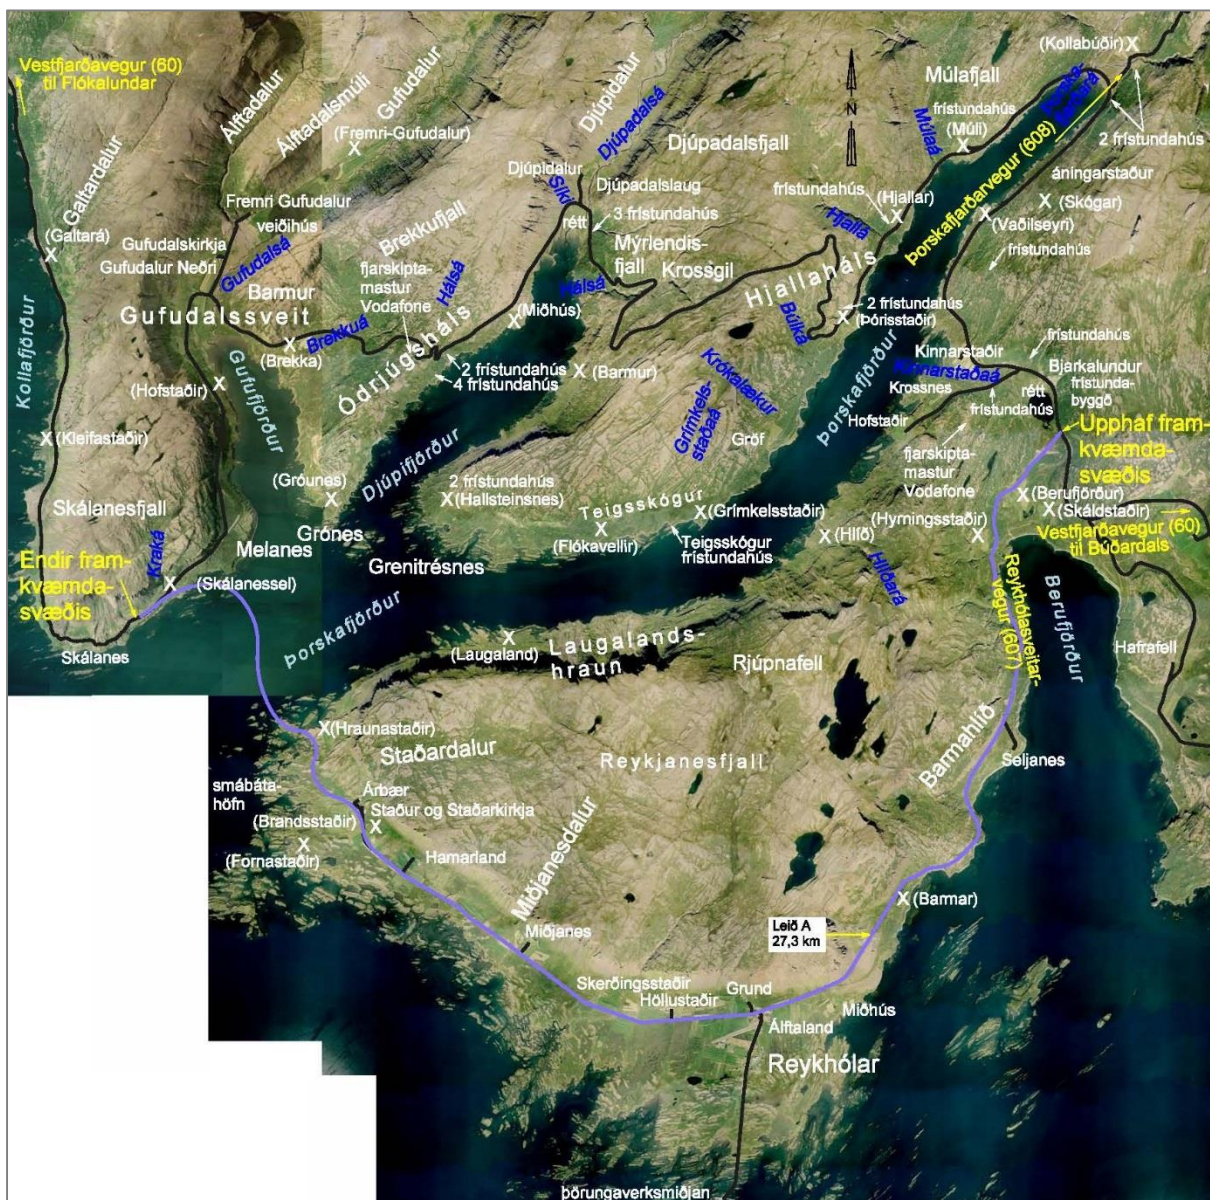 Vestfjarðavegur (60)
til Flókalundar
Galtardalur
(Galtará)
Álftadalur
Álftadalsmúli
Gufudalur
(Fremri-Gufudalur)
Djúpidalur
Djúpadalsá
Djúpadalsfjall
Múlafjall
frístundahús
(Múli)
Múlaá
(Kollabúðir)
2 frístundahús
Þorskafjarðarvegur (608)
áningarstaður
(Skógar)
(Vaðilseyri)
frístundahús
N
Fremri Gufudalur
veiðihús
Gufudalskirkja
Gufudalur Neðri
Gufudalsá
Barmur
Gufudalssveit
Brekkufjall
fjarskipta-
mastur
Vodafone
Hálsá
Djúpidalur
Djúpadalslaug
Síki
rétt
3 frístundahús
Mýrlendis-
fjall
Krossgil
frístundahús
(Hjallar)
Hjallá
Hjallaháls
Hálsá
(Miðhús)
Búlká
2 frístundahús
(Þórisstaðir)
Kollafjörður
(Hofstaðir)
Gufufjörður
(Brekka)
Brekkuá
Ódrjúgsháls
2 frístundahús
4 frístundahús
(Barmur)
Krókalækur
Grímkels-
staðaá
Gröf
Þorskafjörður
Kinnarstaðir
Kinnarstaðaá
Krossnes
Hofstaðir
frístundahús
Bjarkalundur
frístunda-
byggð
rétt
frístundahús
Upphaf fram-
kvæmda-
svæðis
fjarskipta-
mastur
Vodafone
(Kleifastaðir)
Djúpifjörður
(Gróunes)
2 frístundahús
(Hallsteinsnes)
Teigsskógur
(Flókavellir)
(Grímkelsstaðir)
Teigsskógur
frístundahús
(Hlíð)
(Hyrningsstaðir)
(Berufjörður)
(Skáldstaðir)
Vestfjarðavegur (60)
til Búðardals
Skálanesfjall
Grónes
Melanes
Grenitrésnes
Kraká
Endir fram-
kvæmda-
svæðis
(Skálanessel)
Skálanes
Þorskafjörður
(Laugaland)
Laugalands-
hraun
Rjúpnafell
Hlíðará
Reykhólasveitar-
vegur (607)
Berufjörður
Hafrafell
(Hraunastaðir)
Staðardalur
Reykjanesfjall
Barmahlíð
Seljanes
smábáta-
höfn
Árbær
Staður og Staðarkirkja
(Brandsstaðir)
(Fornastaðir)
Hamarland
Miðjanesdalur
Miðjanes
(Barmar)
Leið A
27,3 km
Skerðingsstaðir
Höllustaðir
Grund
Miðhús
Álftaland
Reykhólar
þörungaverksmiðjan